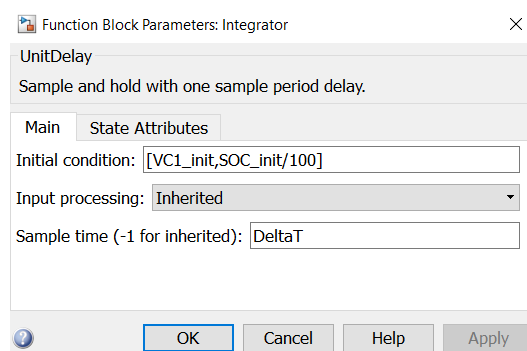 Function Block Parameters: Integrator
UnitDelay
Sample and hold with one sample period delay.
Main State Attributes
Initial condition: [VC1_init,SOC_init/100]
Input processing: Inherited
Sample time (-1 for inherited): DeltaT
? OK Cancel Help Apply